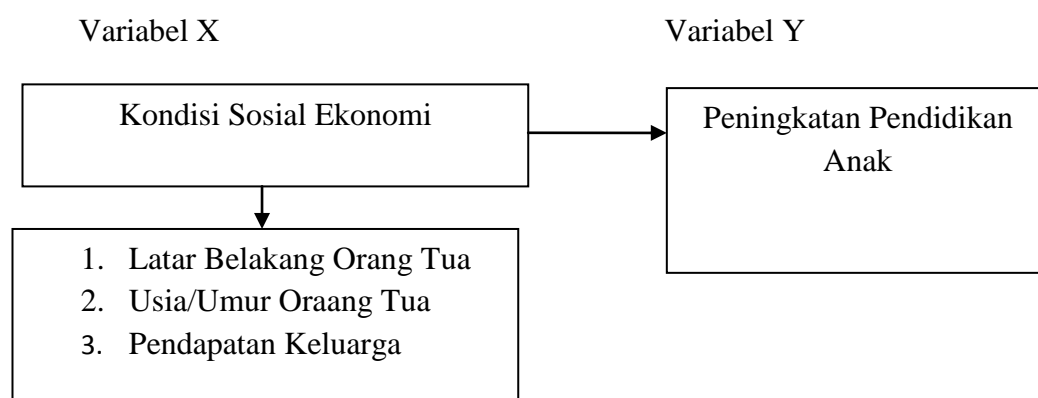 Variabel X
Variabel Y
Kondisi Sosial Ekonomi
Peningkatan Pendidikan
Anak
1. Latar Belakang Orang Tua
2. Usia/Umur Oraang Tua
3. Pendapatan Keluarga